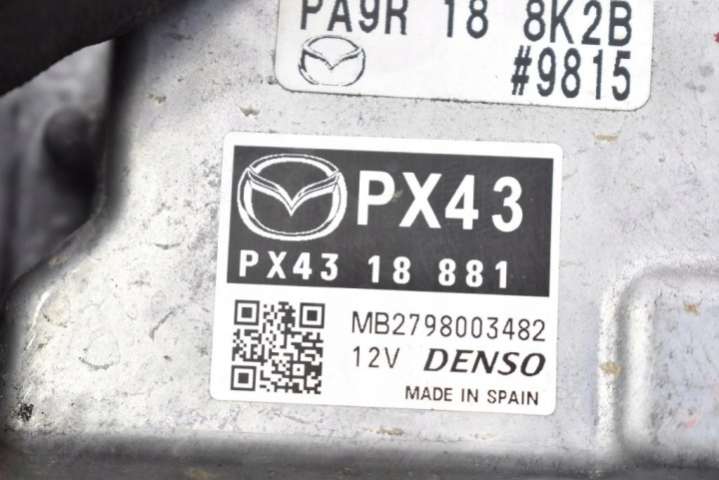 PA9R 18 8K2B
#9815
PX43
PX43 18 881
MB2798003482
12V DENSO
MADE IN SPAIN